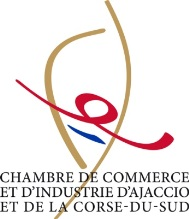 CHAMBRE DE COMMERCE
ET D'INDUSTRIE D'AJACCIO
ET DE LA CORSE-DU-SUD